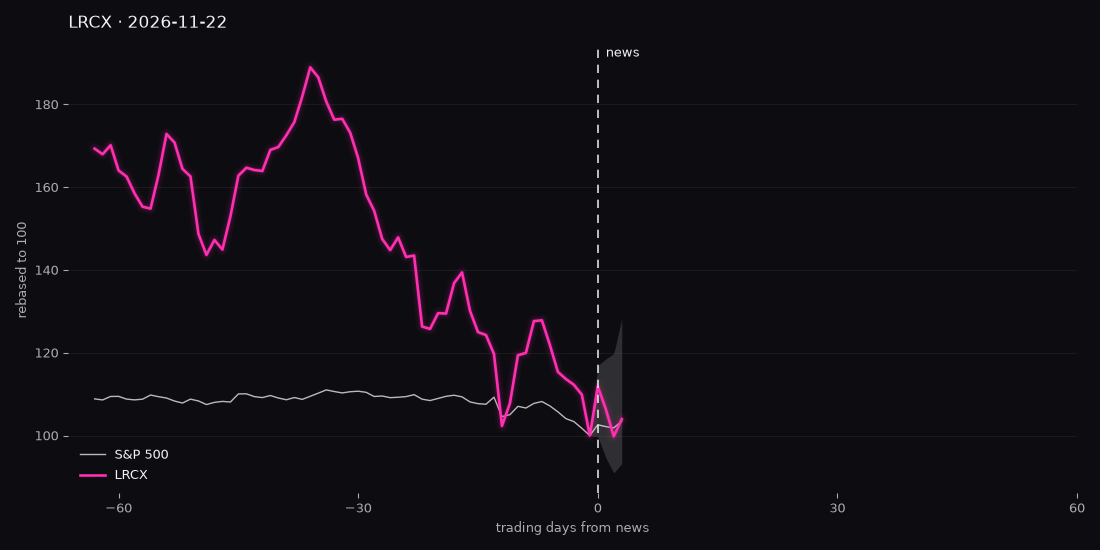 LRCX · 2026-11-22
news
rebased to 100
180
160
140
120
100
S&P 500
LRCX
−60
−30
0
30
60
trading days from news